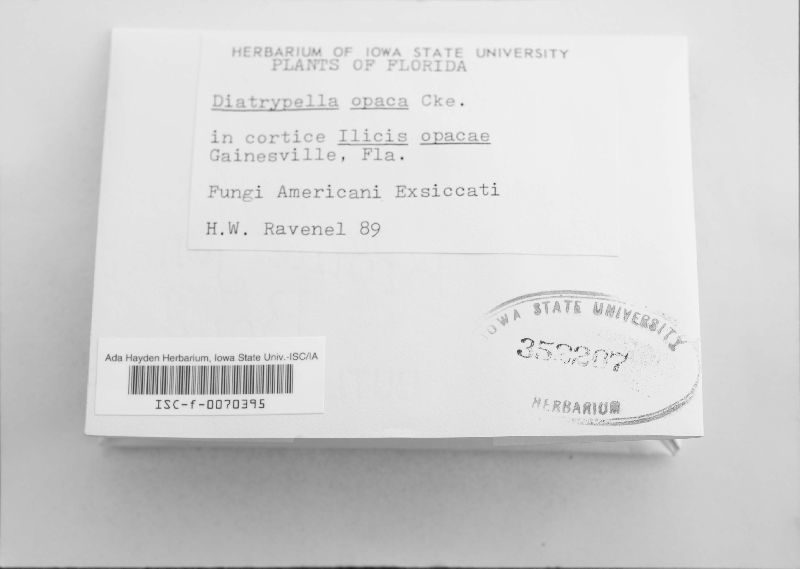 HERBARIUM OF IOWA STATE UNIVERSITY
PLANTS OF FLORIDA
Diatrypella opaca Cke.
in cortice Ilicis opacae
Gainesville, Fla.
Fungi Americani Exsiccati
H.W. Ravenel 89
IOWA STATE UNIVERSITY
HERBARIUM
Ada Hayden Herbarium, Iowa State Univ.-ISC/IA
ISC-f-0070395